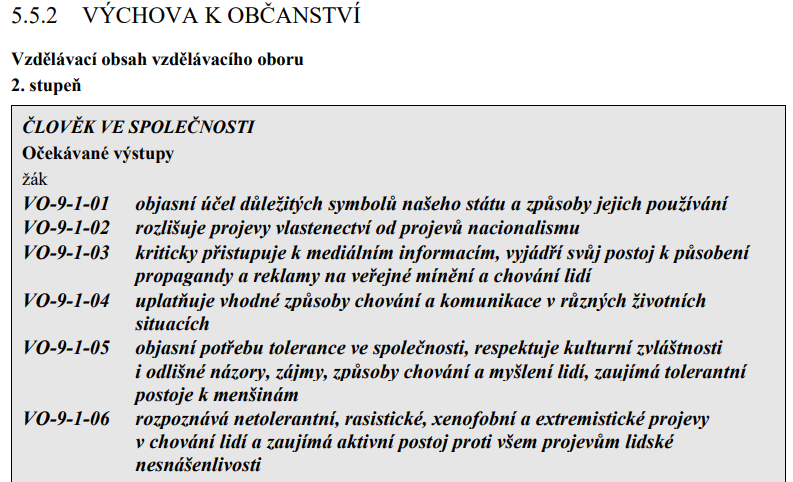 5.5.2 VÝCHOVA K OBČANSTVÍ
Vzdělávací obsah vzdělávacího oboru
2. stupeň
ČLOVĚK VE SPOLEČNOSTI
Očekávané výstupy
žák
VO-9-1-01 objasní účel důležitých symbolů našeho státu a způsoby jejich používání
VO-9-1-02 rozlišuje projevy vlastenectví od projevů nacionalismu
VO-9-1-03 kriticky přistupuje k mediálním informacím, vyjádří svůj postoj k působení
propagandy a reklamy na veřejné mínění a chování lidí
VO-9-1-04 uplatňuje vhodné způsoby chování a komunikace v různých životních
situacích
VO-9-1-05 objasní potřebu tolerance ve společnosti, respektuje kulturní zvláštnosti
i odlišné názory, zájmy, způsoby chování a myšlení lidí, zaujímá tolerantní
postoje k menšinám
VO-9-1-06 rozpoznává netolerantní, rasistické, xenofobní a extremistické projevy
v chování lidí a zaujímá aktivní postoj proti všem projevům lidské
nesnášenlivosti